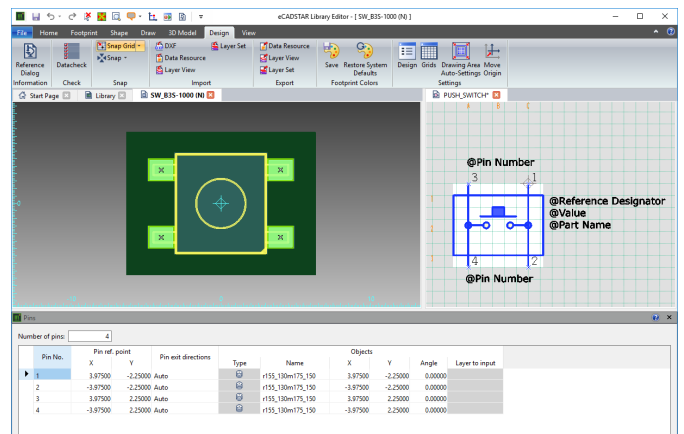 eCADSTAR Library Editor - [ SW_B3S-1000 (N) ]
File Home Footprint Shape Draw 3D Model Design View
Reference Dialog
Datacheck
Snap Grid
Snap
DXF
Data Resource
Layer View
Layer Set
Data Resource
Layer View
Layer Set
Save
Restore System Defaults
Design
Grids
Drawing Area Auto-Settings
Move Origin
Information Check Snap Import Export Footprint Colors Settings
Start Page Library SW_B3S-1000 (N) PUSH_SWITCH*
A B C
@Pin Number
3 1
1
@Reference Designator
@Value
2
@Part Name
3
4 2
@Pin Number
Pins
Number of pins: 4
Pin No. Pin ref. point Pin exit directions Objects
X Y Type Name X Y Angle Layer to input
1 3.97500 -2.25000 Auto r155_130m175_150 3.97500 -2.25000 0.00000
2 -3.97500 -2.25000 Auto r155_130m175_150 -3.97500 -2.25000 0.00000
3 3.97500 2.25000 Auto r155_130m175_150 3.97500 2.25000 0.00000
4 -3.97500 2.25000 Auto r155_130m175_150 -3.97500 2.25000 0.00000